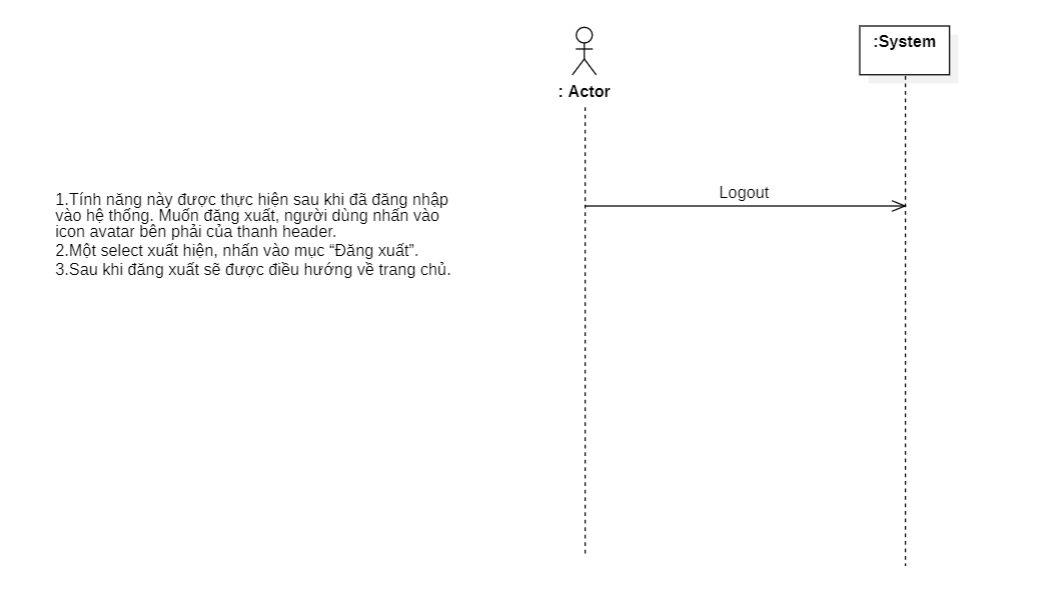 :System
: Actor
Logout
1.Tính năng này được thực hiện sau khi đã đăng nhập
vào hệ thống. Muốn đăng xuất, người dùng nhấn vào
icon avatar bên phải của thanh header.
2.Một select xuất hiện, nhấn vào mục “Đăng xuất”.
3.Sau khi đăng xuất sẽ được điều hướng về trang chủ.